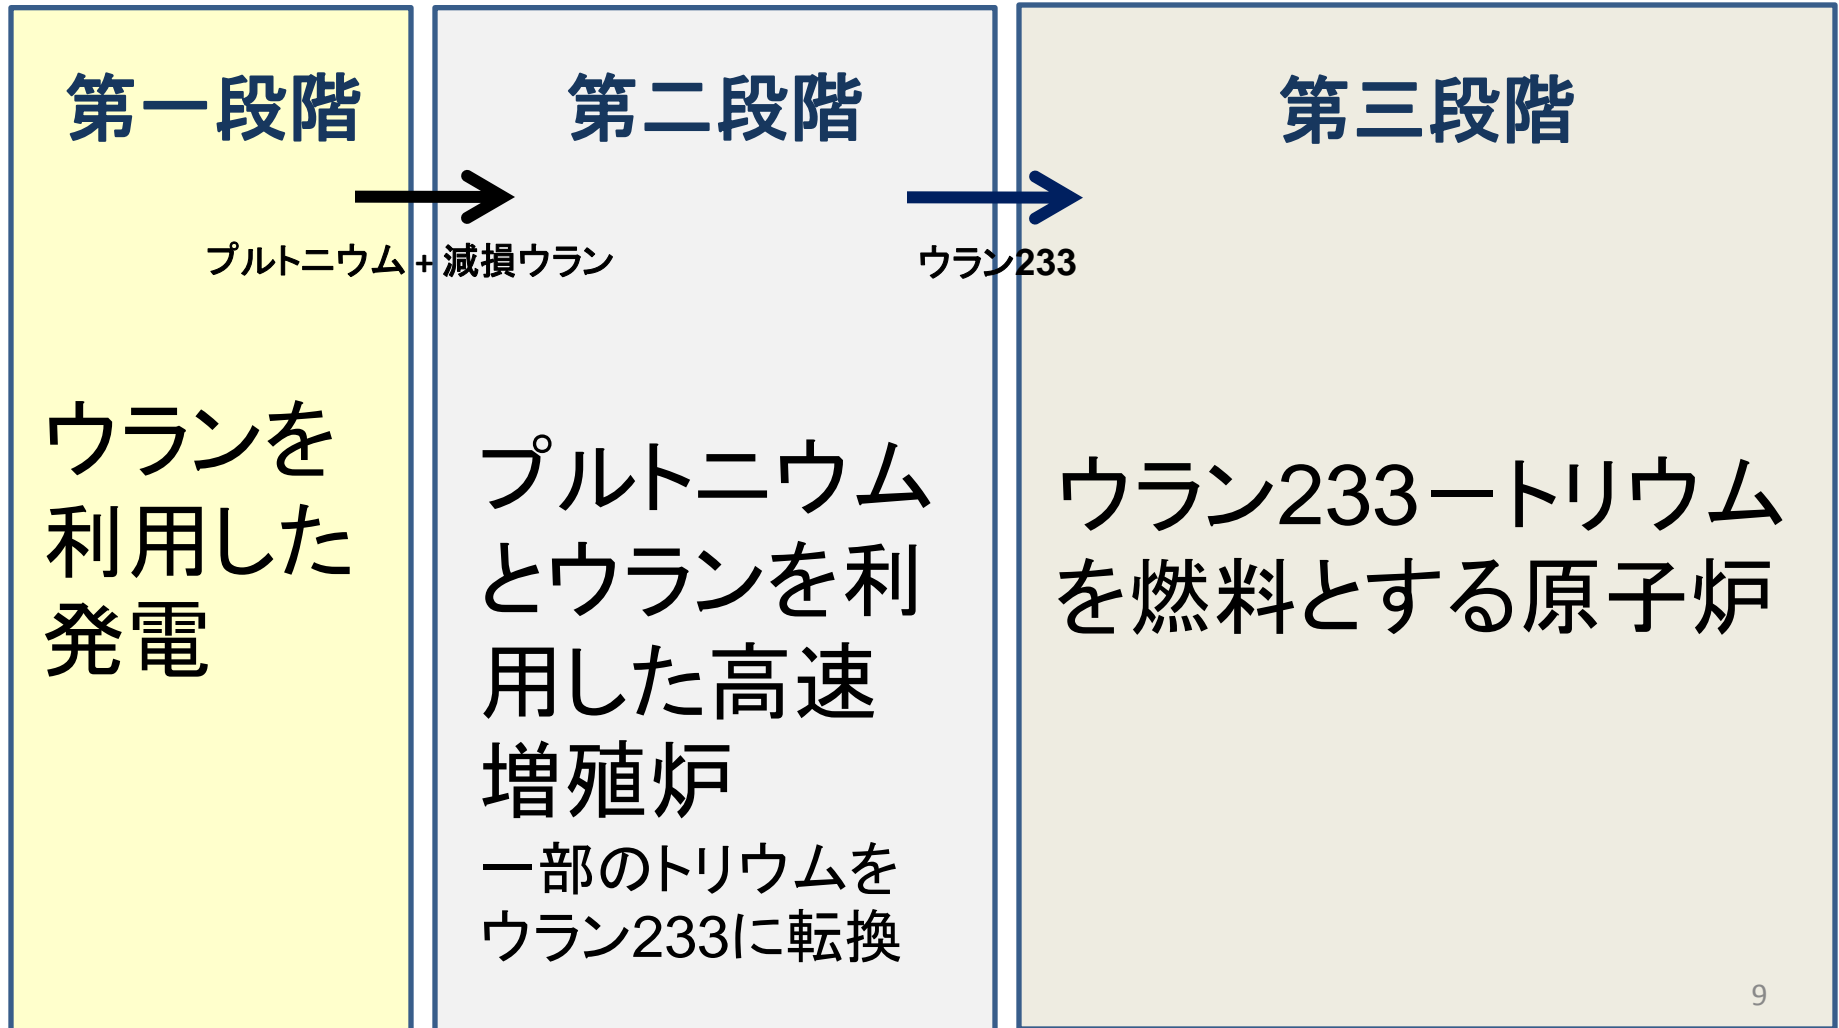 第一段階
第二段階
第三段階
プルトニウム + 減損ウラン
ウラン233
ウランを
利用した
発電
プルトニウム
とウランを利
用した高速
増殖炉
一部のトリウムを
ウラン233に転換
ウラン233－トリウム
を燃料とする原子炉
9